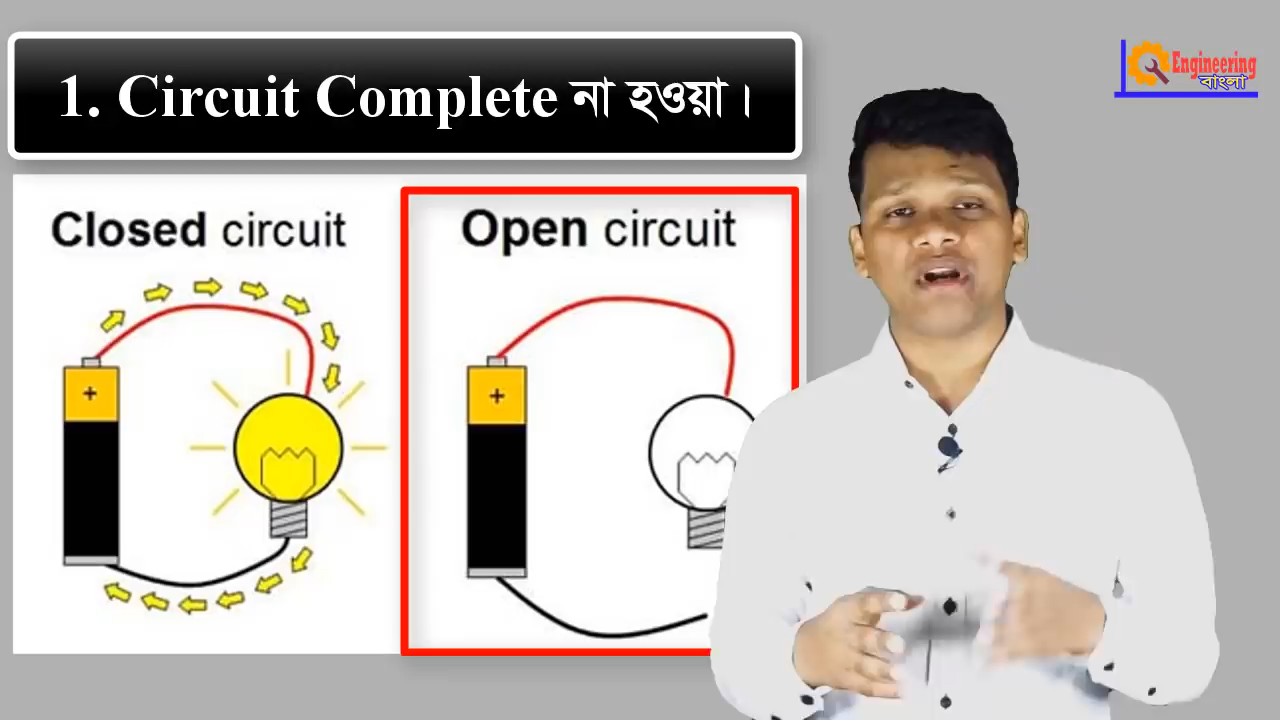 1. Circuit Complete না হওয়া।
Engineering
বাংলা
Closed circuit
Open circuit
+
+